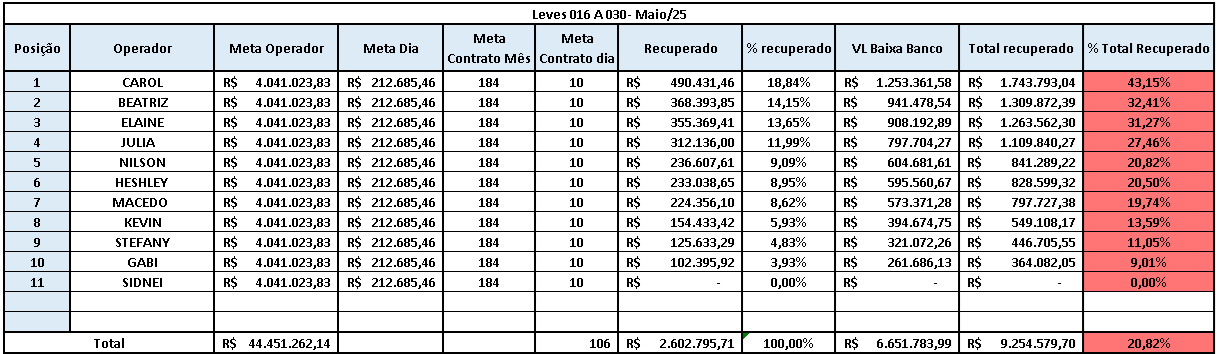 Leves 016 A 030- Maio/25
Posição Operador Meta Operador Meta Dia Meta Contrato Mês Meta Contrato dia Recuperado % recuperado VL Baixa Banco Total recuperado % Total Recuperado
1 CAROL R$ 4.041.023,83 R$ 212.685,46 184 10 R$ 490.431,46 18,84% R$ 1.253.361,58 R$ 1.743.793,04 43,15%
2 BEATRIZ R$ 4.041.023,83 R$ 212.685,46 184 10 R$ 368.393,85 14,15% R$ 941.478,54 R$ 1.309.872,39 32,41%
3 ELAINE R$ 4.041.023,83 R$ 212.685,46 184 10 R$ 355.369,41 13,65% R$ 908.192,89 R$ 1.263.562,30 31,27%
4 JULIA R$ 4.041.023,83 R$ 212.685,46 184 10 R$ 312.136,00 11,99% R$ 797.704,27 R$ 1.109.840,27 27,46%
5 NILSON R$ 4.041.023,83 R$ 212.685,46 184 10 R$ 236.607,61 9,09% R$ 604.681,61 R$ 841.289,22 20,82%
6 HESHLEY R$ 4.041.023,83 R$ 212.685,46 184 10 R$ 233.038,65 8,95% R$ 595.560,67 R$ 828.599,32 20,50%
7 MACEDO R$ 4.041.023,83 R$ 212.685,46 184 10 R$ 224.356,10 8,62% R$ 573.371,28 R$ 797.727,38 19,74%
8 KEVIN R$ 4.041.023,83 R$ 212.685,46 184 10 R$ 154.433,42 5,93% R$ 394.674,75 R$ 549.108,17 13,59%
9 STEFANY R$ 4.041.023,83 R$ 212.685,46 184 10 R$ 125.633,29 4,83% R$ 321.072,26 R$ 446.705,55 11,05%
10 GABI R$ 4.041.023,83 R$ 212.685,46 184 10 R$ 102.395,92 3,93% R$ 261.686,13 R$ 364.082,05 9,01%
11 SIDNEI R$ 4.041.023,83 R$ 212.685,46 184 10 R$ - 0,00% R$ - R$ - 0,00%
Total R$ 44.451.262,14 106 R$ 2.602.795,71 100,00% R$ 6.651.783,99 R$ 9.254.579,70 20,82%